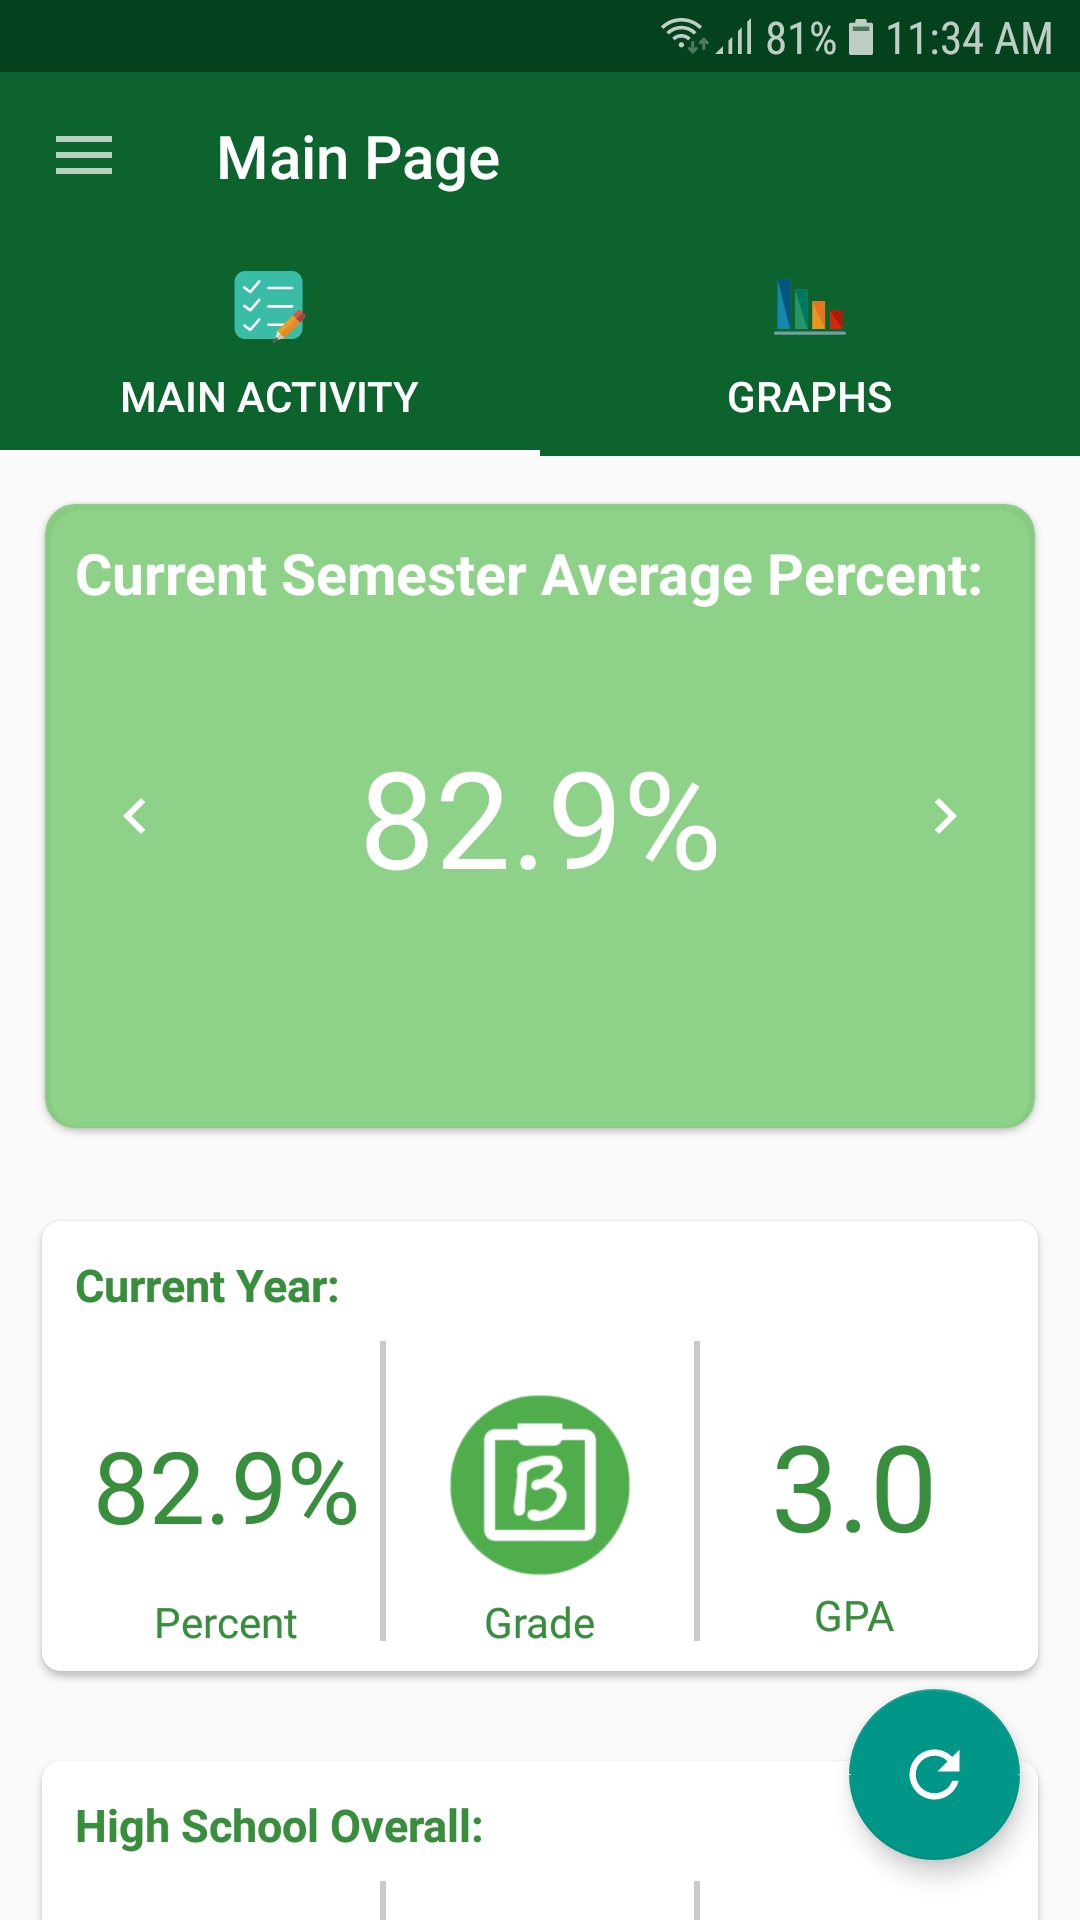 81% 11:34 AM
Main Page
MAIN ACTIVITY GRAPHS
Current Semester Average Percent:
82.9%
Current Year:
82.9% B 3.0
Percent Grade GPA
High School Overall: